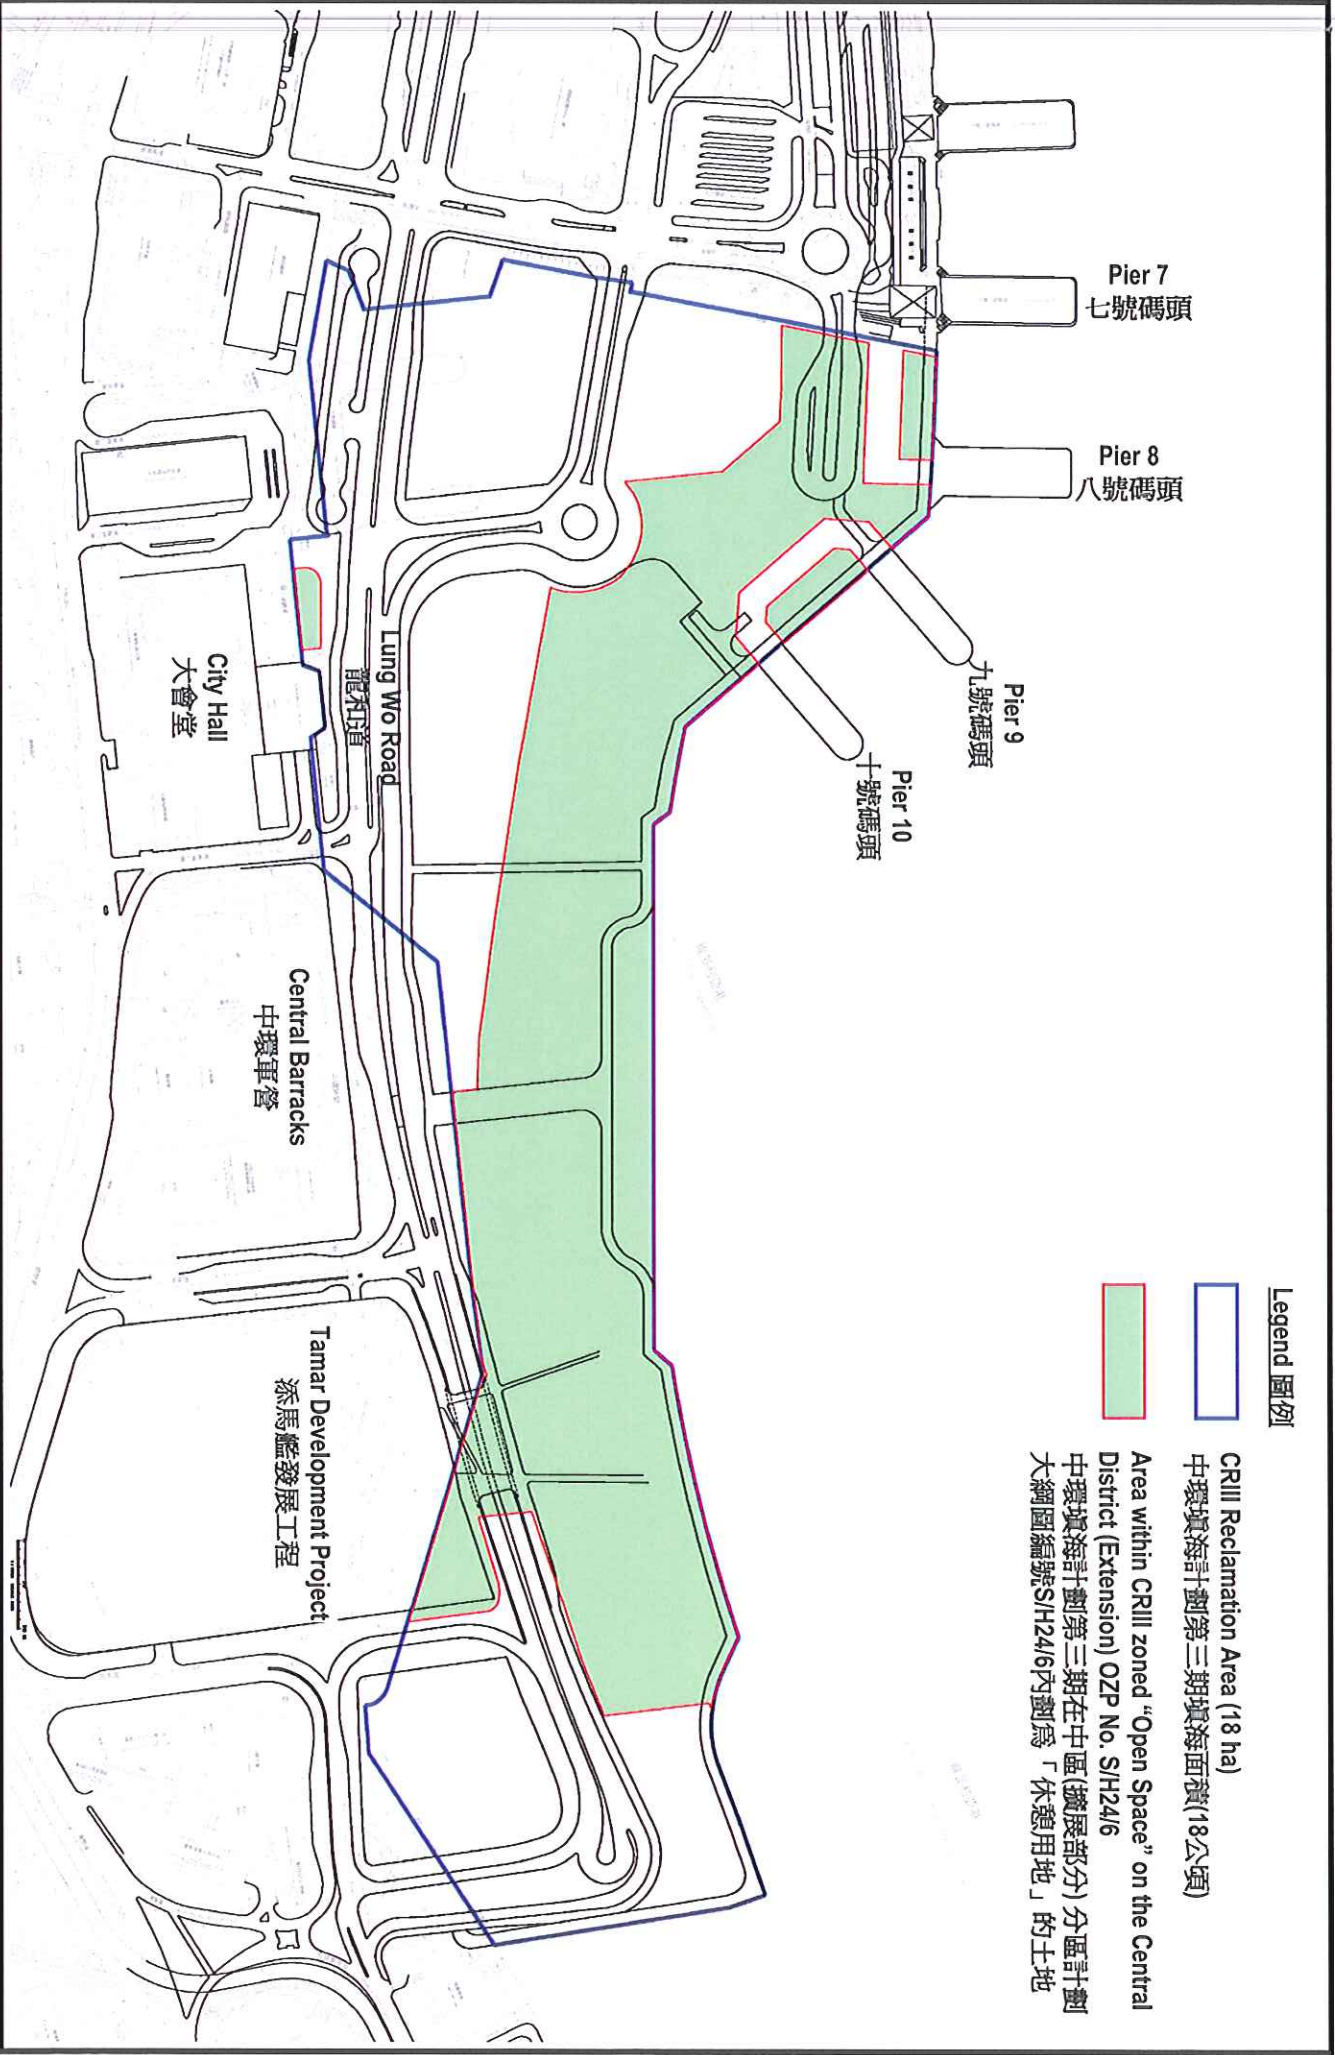 Pier 7
七號碼頭
Pier 8
八號碼頭
Pier 9
九號碼頭
Pier 10
十號碼頭
Lung Wo Road
龍和道
City Hall
大會堂
Central Barracks
中環軍營
Tamar Development Project
添馬艦發展工程
Legend 圖例
CRIII Reclamation Area (18 ha)
中環填海計劃第三期填海面積(18公頃)
Area within CRIII zoned “Open Space” on the Central
District (Extension) OZP No. S/H24/6
中環填海計劃第三期在中區(擴展部分) 分區計劃
大綱圖編號S/H24/6內劃爲「休憩用地」的土地